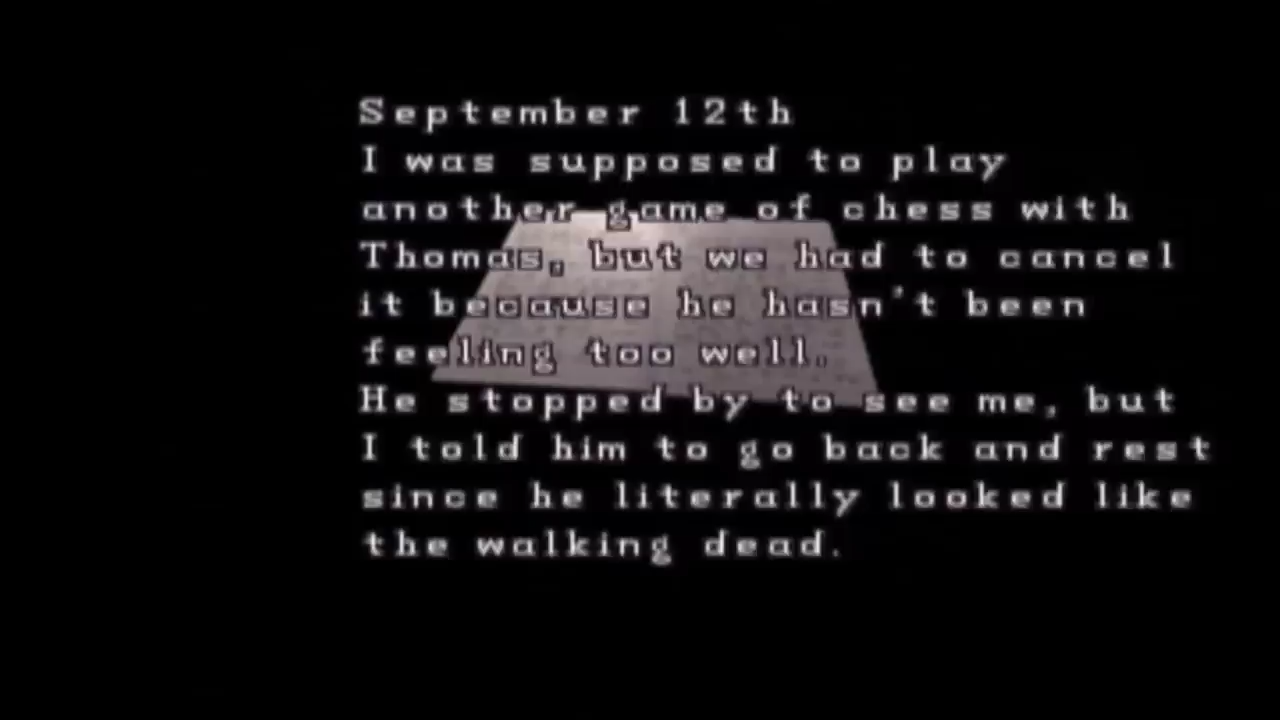 September 12th
I was supposed to play
another game of chess with
Thomas, but we had to cancel
it because he hasn't been
feeling too well.
He stopped by to see me, but
I told him to go back and rest
since he literally looked like
the walking dead.